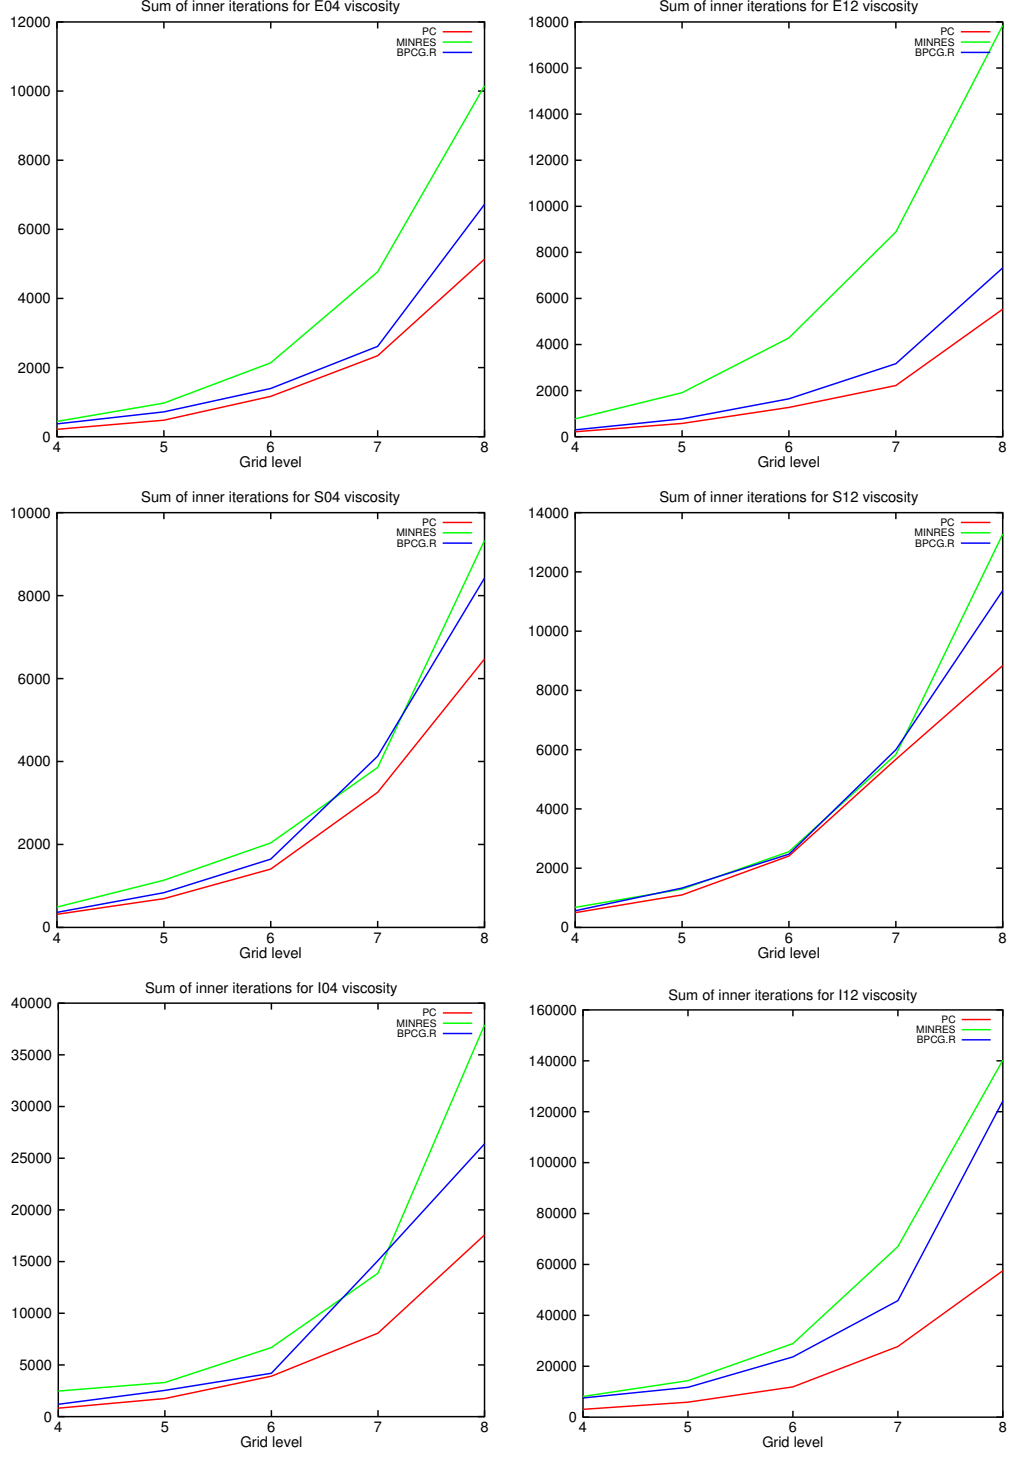 Sum of inner iterations for E04 viscosity
12000
10000
8000
6000
4000
2000
0
4 5 6 7 8
Grid level
PC
MINRES
BPCG.R
Sum of inner iterations for E12 viscosity
18000
16000
14000
12000
10000
8000
6000
4000
2000
0
4 5 6 7 8
Grid level
PC
MINRES
BPCG.R
Sum of inner iterations for S04 viscosity
10000
8000
6000
4000
2000
0
4 5 6 7 8
Grid level
PC
MINRES
BPCG.R
Sum of inner iterations for S12 viscosity
14000
12000
10000
8000
6000
4000
2000
0
4 5 6 7 8
Grid level
PC
MINRES
BPCG.R
Sum of inner iterations for I04 viscosity
40000
35000
30000
25000
20000
15000
10000
5000
0
4 5 6 7 8
Grid level
PC
MINRES
BPCG.R
Sum of inner iterations for I12 viscosity
160000
140000
120000
100000
80000
60000
40000
20000
0
4 5 6 7 8
Grid level
PC
MINRES
BPCG.R